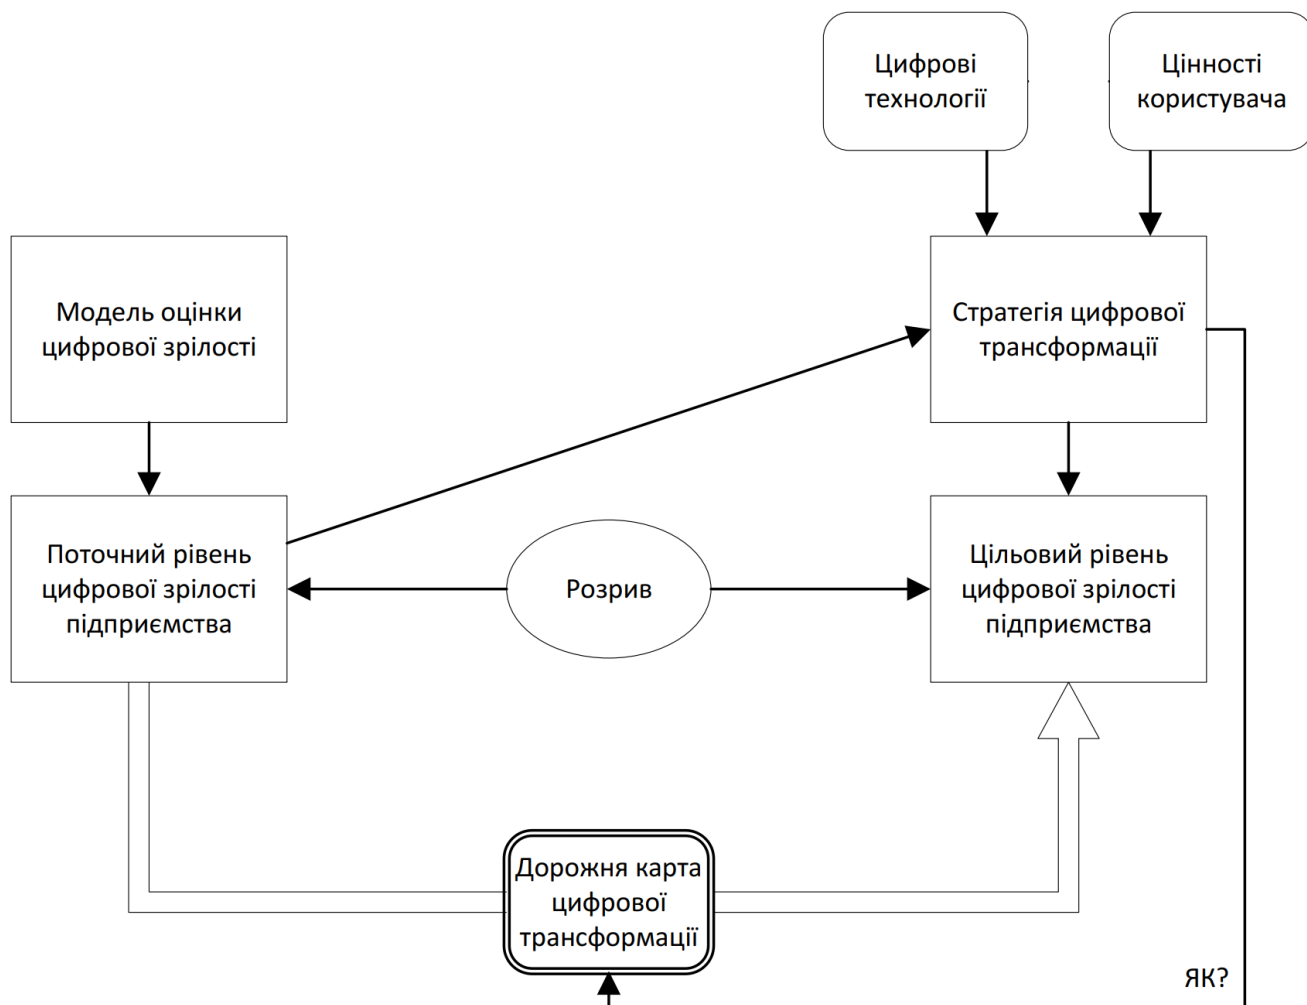 Цифрові
технології
Цінності
користувача
Модель оцінки
цифрової зрілості
Стратегія цифрової
трансформації
Поточний рівень
цифрової зрілості
підприємства
Розрив
Цільовий рівень
цифрової зрілості
підприємства
Дорожня карта
цифрової
трансформації
ЯК?